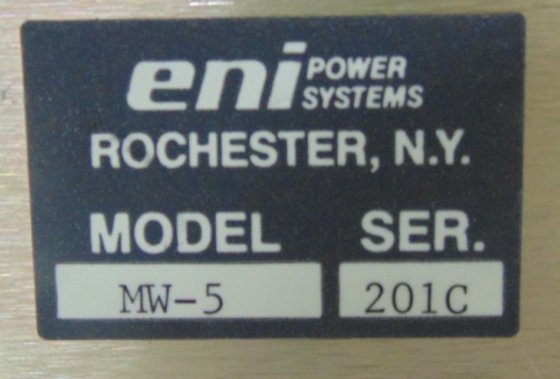 eni POWER SYSTEMS
ROCHESTER, N.Y.
MODEL SER.
MW-5 201C